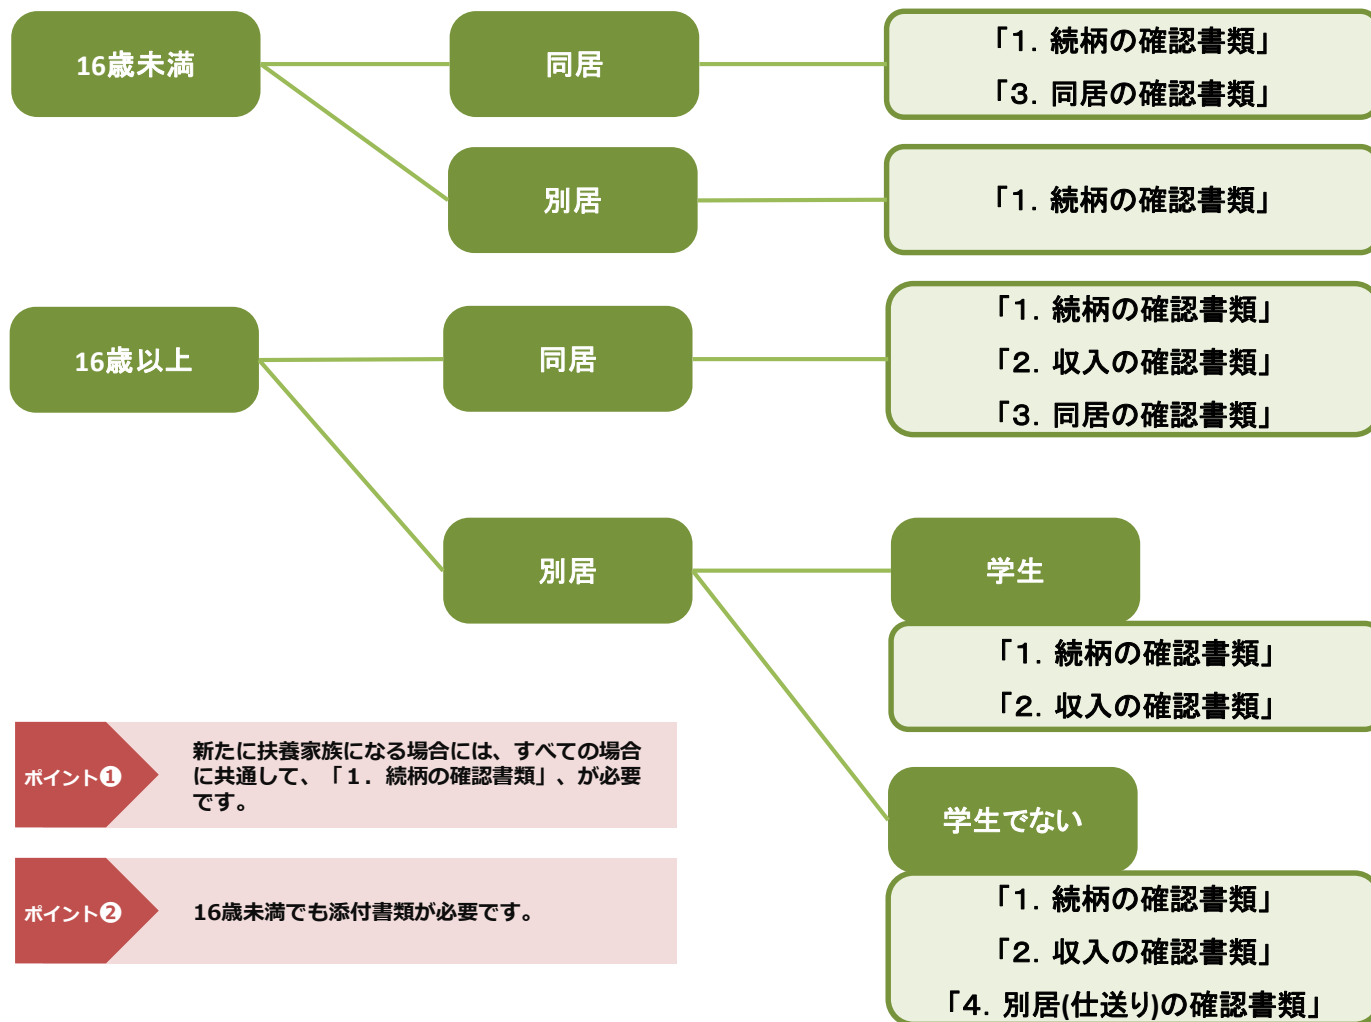 16歳未満
同居
「1. 続柄の確認書類」
「3. 同居の確認書類」
別居
「1. 続柄の確認書類」
16歳以上
同居
「1. 続柄の確認書類」
「2. 収入の確認書類」
「3. 同居の確認書類」
別居
学生
「1. 続柄の確認書類」
「2. 収入の確認書類」
学生でない
「1. 続柄の確認書類」
「2. 収入の確認書類」
「4. 別居(仕送り)の確認書類」
ポイント❶
新たに扶養家族になる場合には、すべての場合
に共通して、「１．続柄の確認書類」、が必要
です。
ポイント❷
16歳未満でも添付書類が必要です。